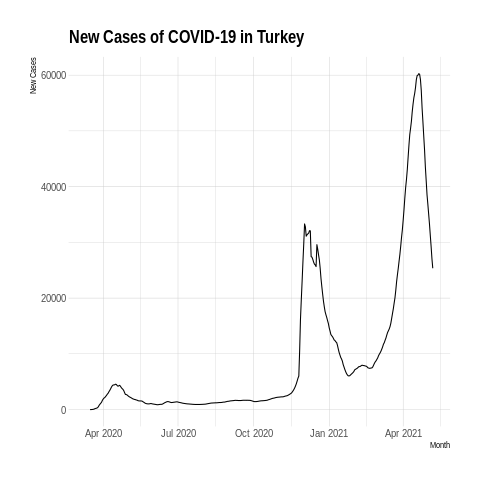 New Cases of COVID-19 in Turkey
New Cases
60000
40000
20000
0
Apr 2020 Jul 2020 Oct 2020 Jan 2021 Apr 2021
Month